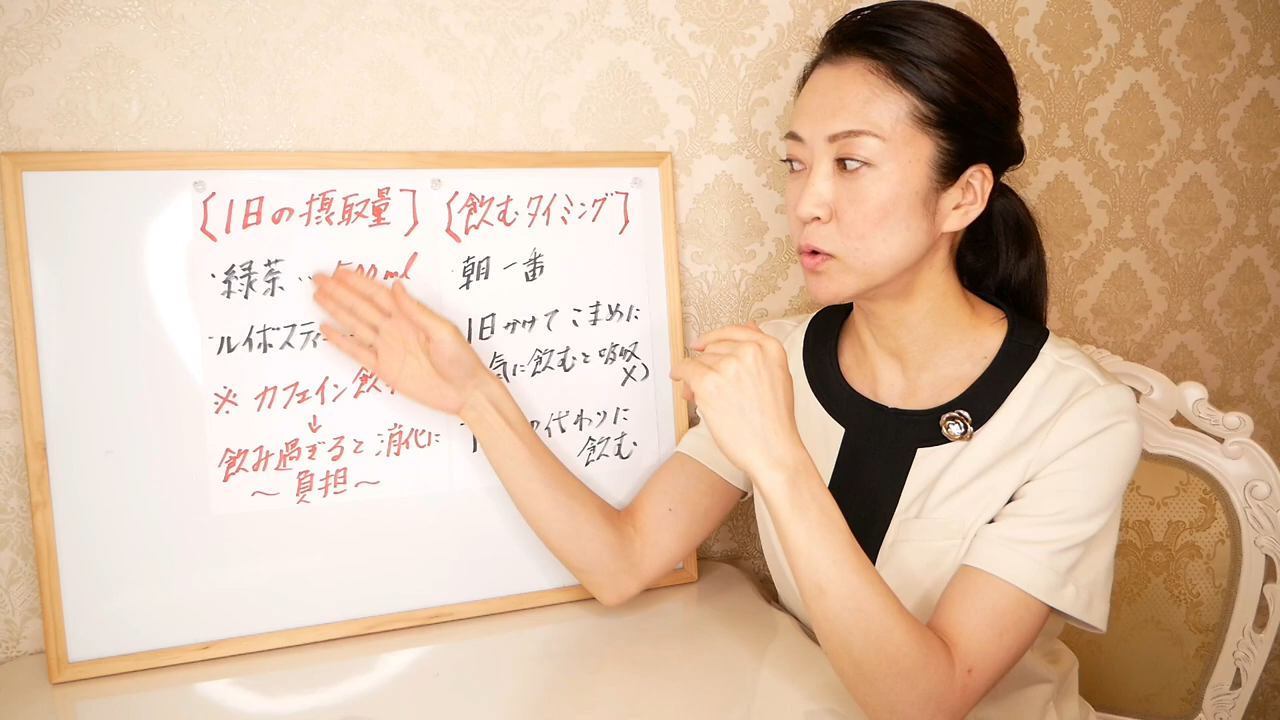 〔1日の摂取量〕
・緑茶…500ml
・ルイボスティー
※ カフェイン飲
↓
飲み過ぎると消化に
〜負担〜
〔飲むタイミング〕
・朝一番
1日かけてこまめに
気に飲むと吸収
×)
代わりに
飲む